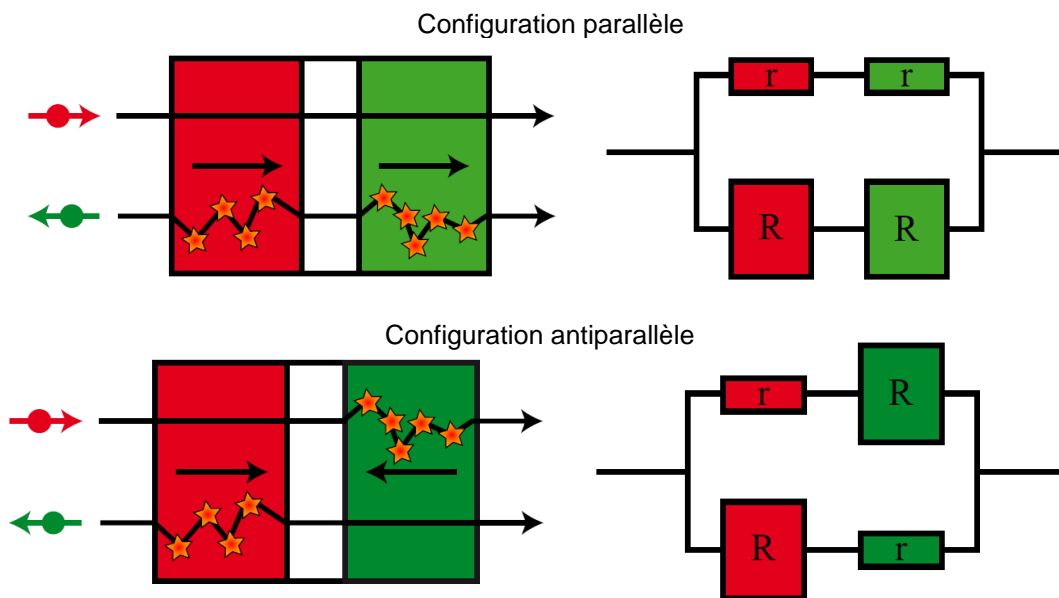 Configuration parallèle
r r
R R
Configuration antiparallèle
r R
R r